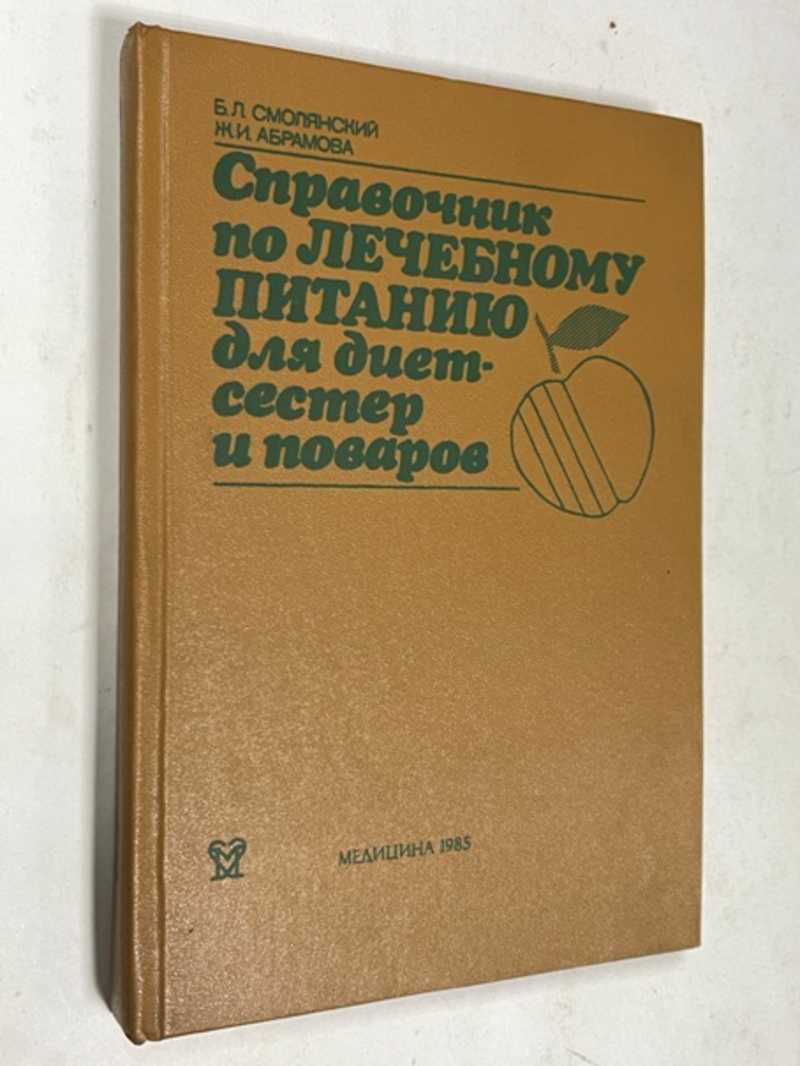 Б.Л. СМОЛЯНСКИЙ
Ж.И. АБРАМОВА
Справочник
по ЛЕЧЕБНОМУ
ПИТАНИЮ
для диет-
сестер
и поваров
МЕДИЦИНА 1985